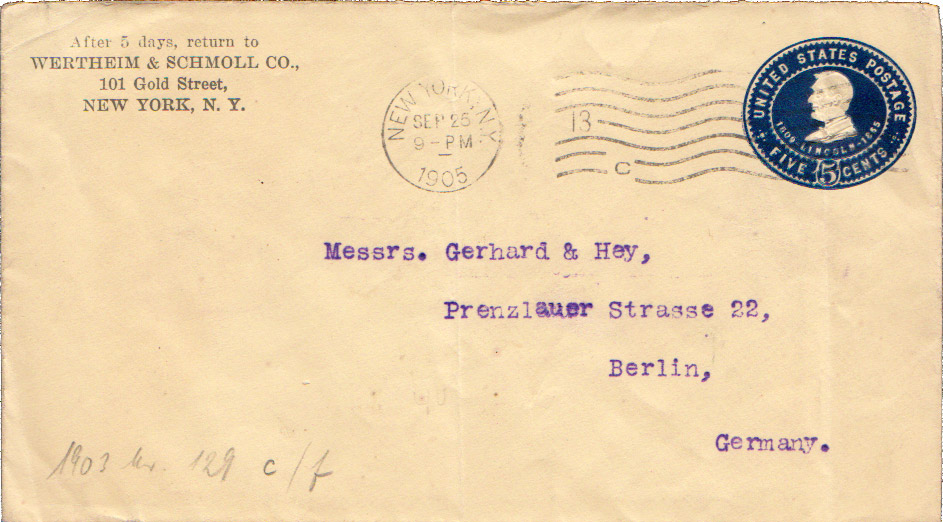 After 5 days, return to
WERTHEIM & SCHMOLL CO.,
101 Gold Street,
NEW YORK, N. Y.
NEW YORK, N.Y.
SEP 25
9-PM
1905
13
C
UNITED STATES POSTAGE
1809-LINCOLN-1865
FIVE 5 CENTS
Messrs. Gerhard & Hey,
Prenzlauer Strasse 22,
Berlin,
Germany.
1903 129 c/f